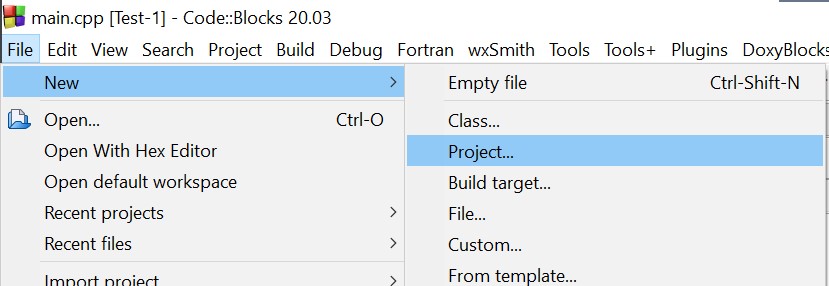 main.cpp [Test-1] - Code::Blocks 20.03
File Edit View Search Project Build Debug Fortran wxSmith Tools Tools+ Plugins DoxyBlocks
New
Open... Ctrl-O
Open With Hex Editor
Open default workspace
Recent projects
Recent files
Import project
Empty file Ctrl-Shift-N
Class...
Project...
Build target...
File...
Custom...
From template...